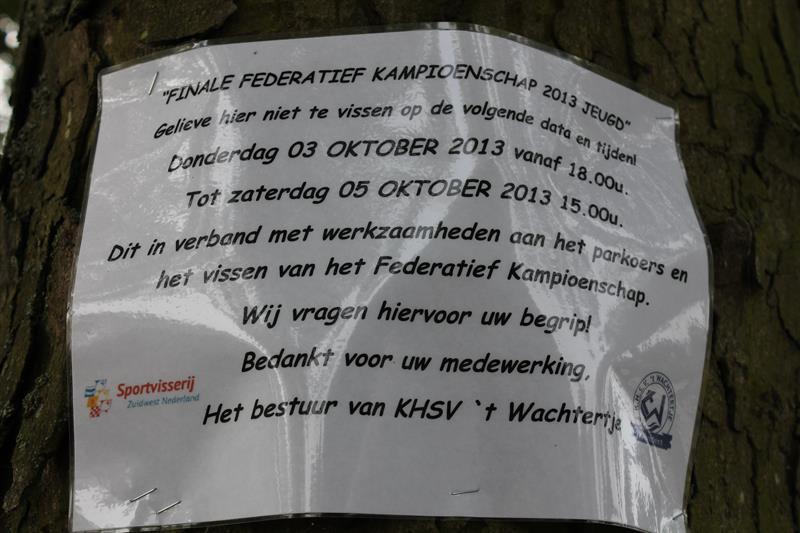 "FINALE FEDERATIEF KAMPIOENSCHAP 2013 JEUGD"
Gelieve hier niet te vissen op de volgende data en tijden!
Donderdag 03 OKTOBER 2013 vanaf 18.00u.
Tot zaterdag 05 OKTOBER 2013 15.00u.
Dit in verband met werkzaamheden aan het parkoers en
het vissen van het Federatief Kampioenschap.
Wij vragen hiervoor uw begrip!
Bedankt voor uw medewerking,
Het bestuur van KHSV `t Wachtertje
Sportvisserij
Zuidwest Nederland